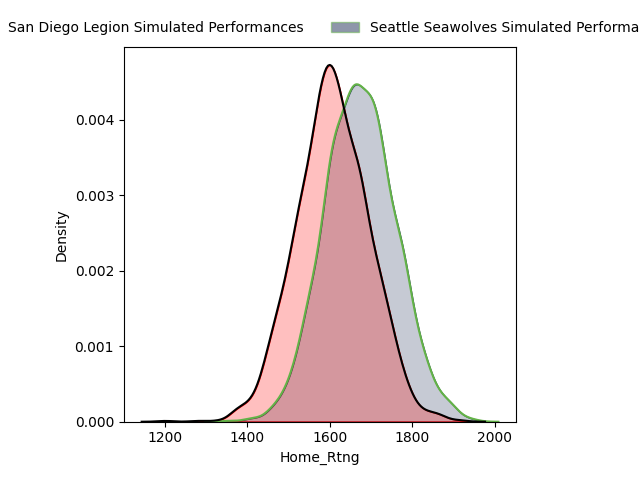 San Diego Legion Simulated Performances
Seattle Seawolves Simulated Performa
0.004
0.003
0.002
0.001
0.000
Density
1200 1400 1600 1800 2000
Home_Rtng